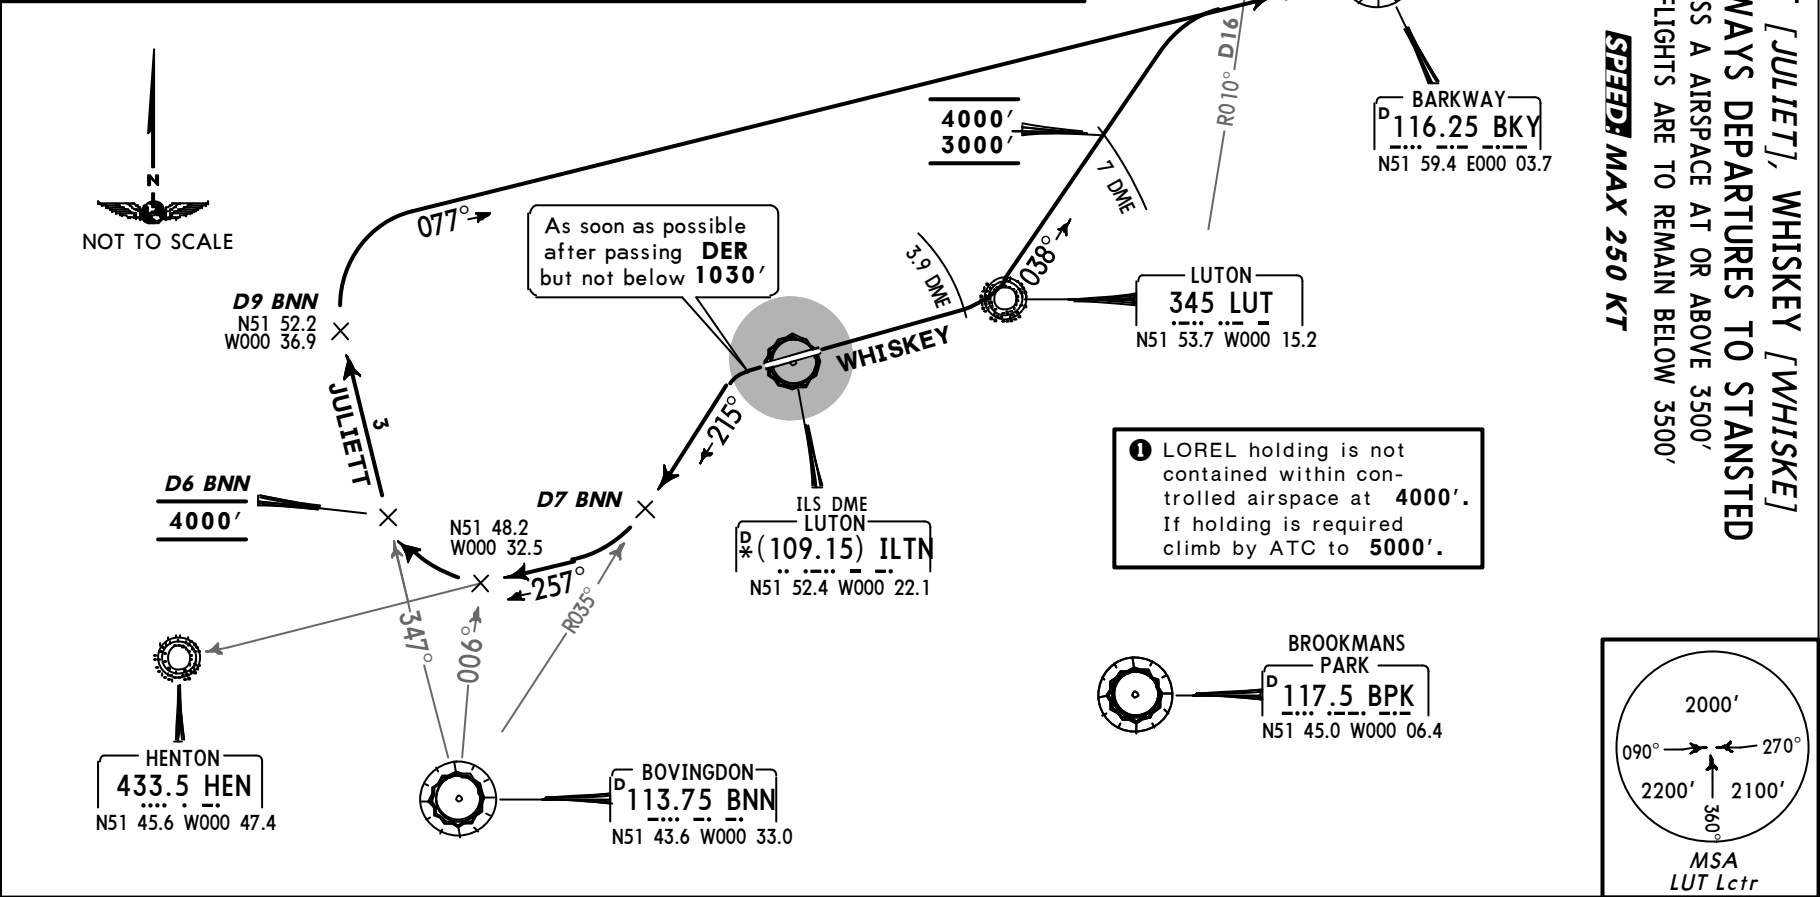 T [JULIET], WHISKEY [WHISKE]
WAYS DEPARTURES TO STANSTED
SS A AIRSPACE AT OR ABOVE 3500'
FLIGHTS ARE TO REMAIN BELOW 3500'
SPEED: MAX 250 KT
N
NOT TO SCALE
077°
R010° D16
4000'
3000'
7 DME
BARKWAY
D
116.25 BKY
N51 59.4 E000 03.7
As soon as possible
after passing DER
but not below 1030'
3.9 DME
038°
LUTON
345 LUT
N51 53.7 W000 15.2
D9 BNN
N51 52.2
W000 36.9
WHISKEY
JULIETT
3
215°
D6 BNN
4000'
D7 BNN
N51 48.2
W000 32.5
257°
ILS DME
LUTON
D
* (109.15) ILTN
N51 52.4 W000 22.1
1 LOREL holding is not
contained within con-
trolled airspace at 4000'.
If holding is required
climb by ATC to 5000'.
347°
006°
R035°
HENTON
433.5 HEN
N51 45.6 W000 47.4
BOVINGDON
D
113.75 BNN
N51 43.6 W000 33.0
BROOKMANS
PARK
D
117.5 BPK
N51 45.0 W000 06.4
2000'
090°
270°
2200'
2100'
360°
MSA
LUT Lctr